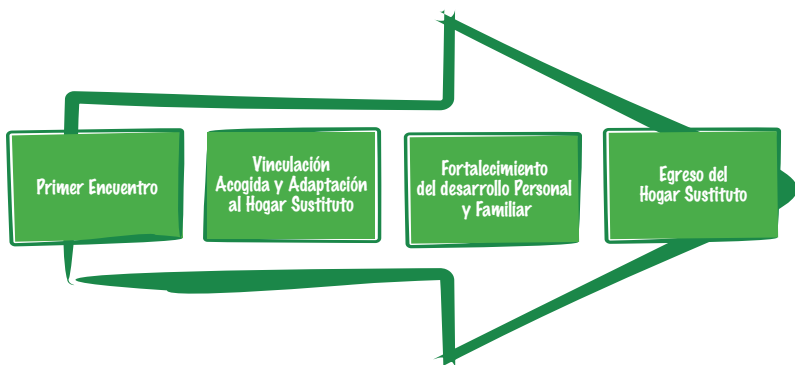 Primer Encuentro
Vinculación
Acogida y Adaptación
al Hogar Sustituto
Fortalecimiento
del desarrollo Personal
y Familiar
Egreso del
Hogar Sustituto